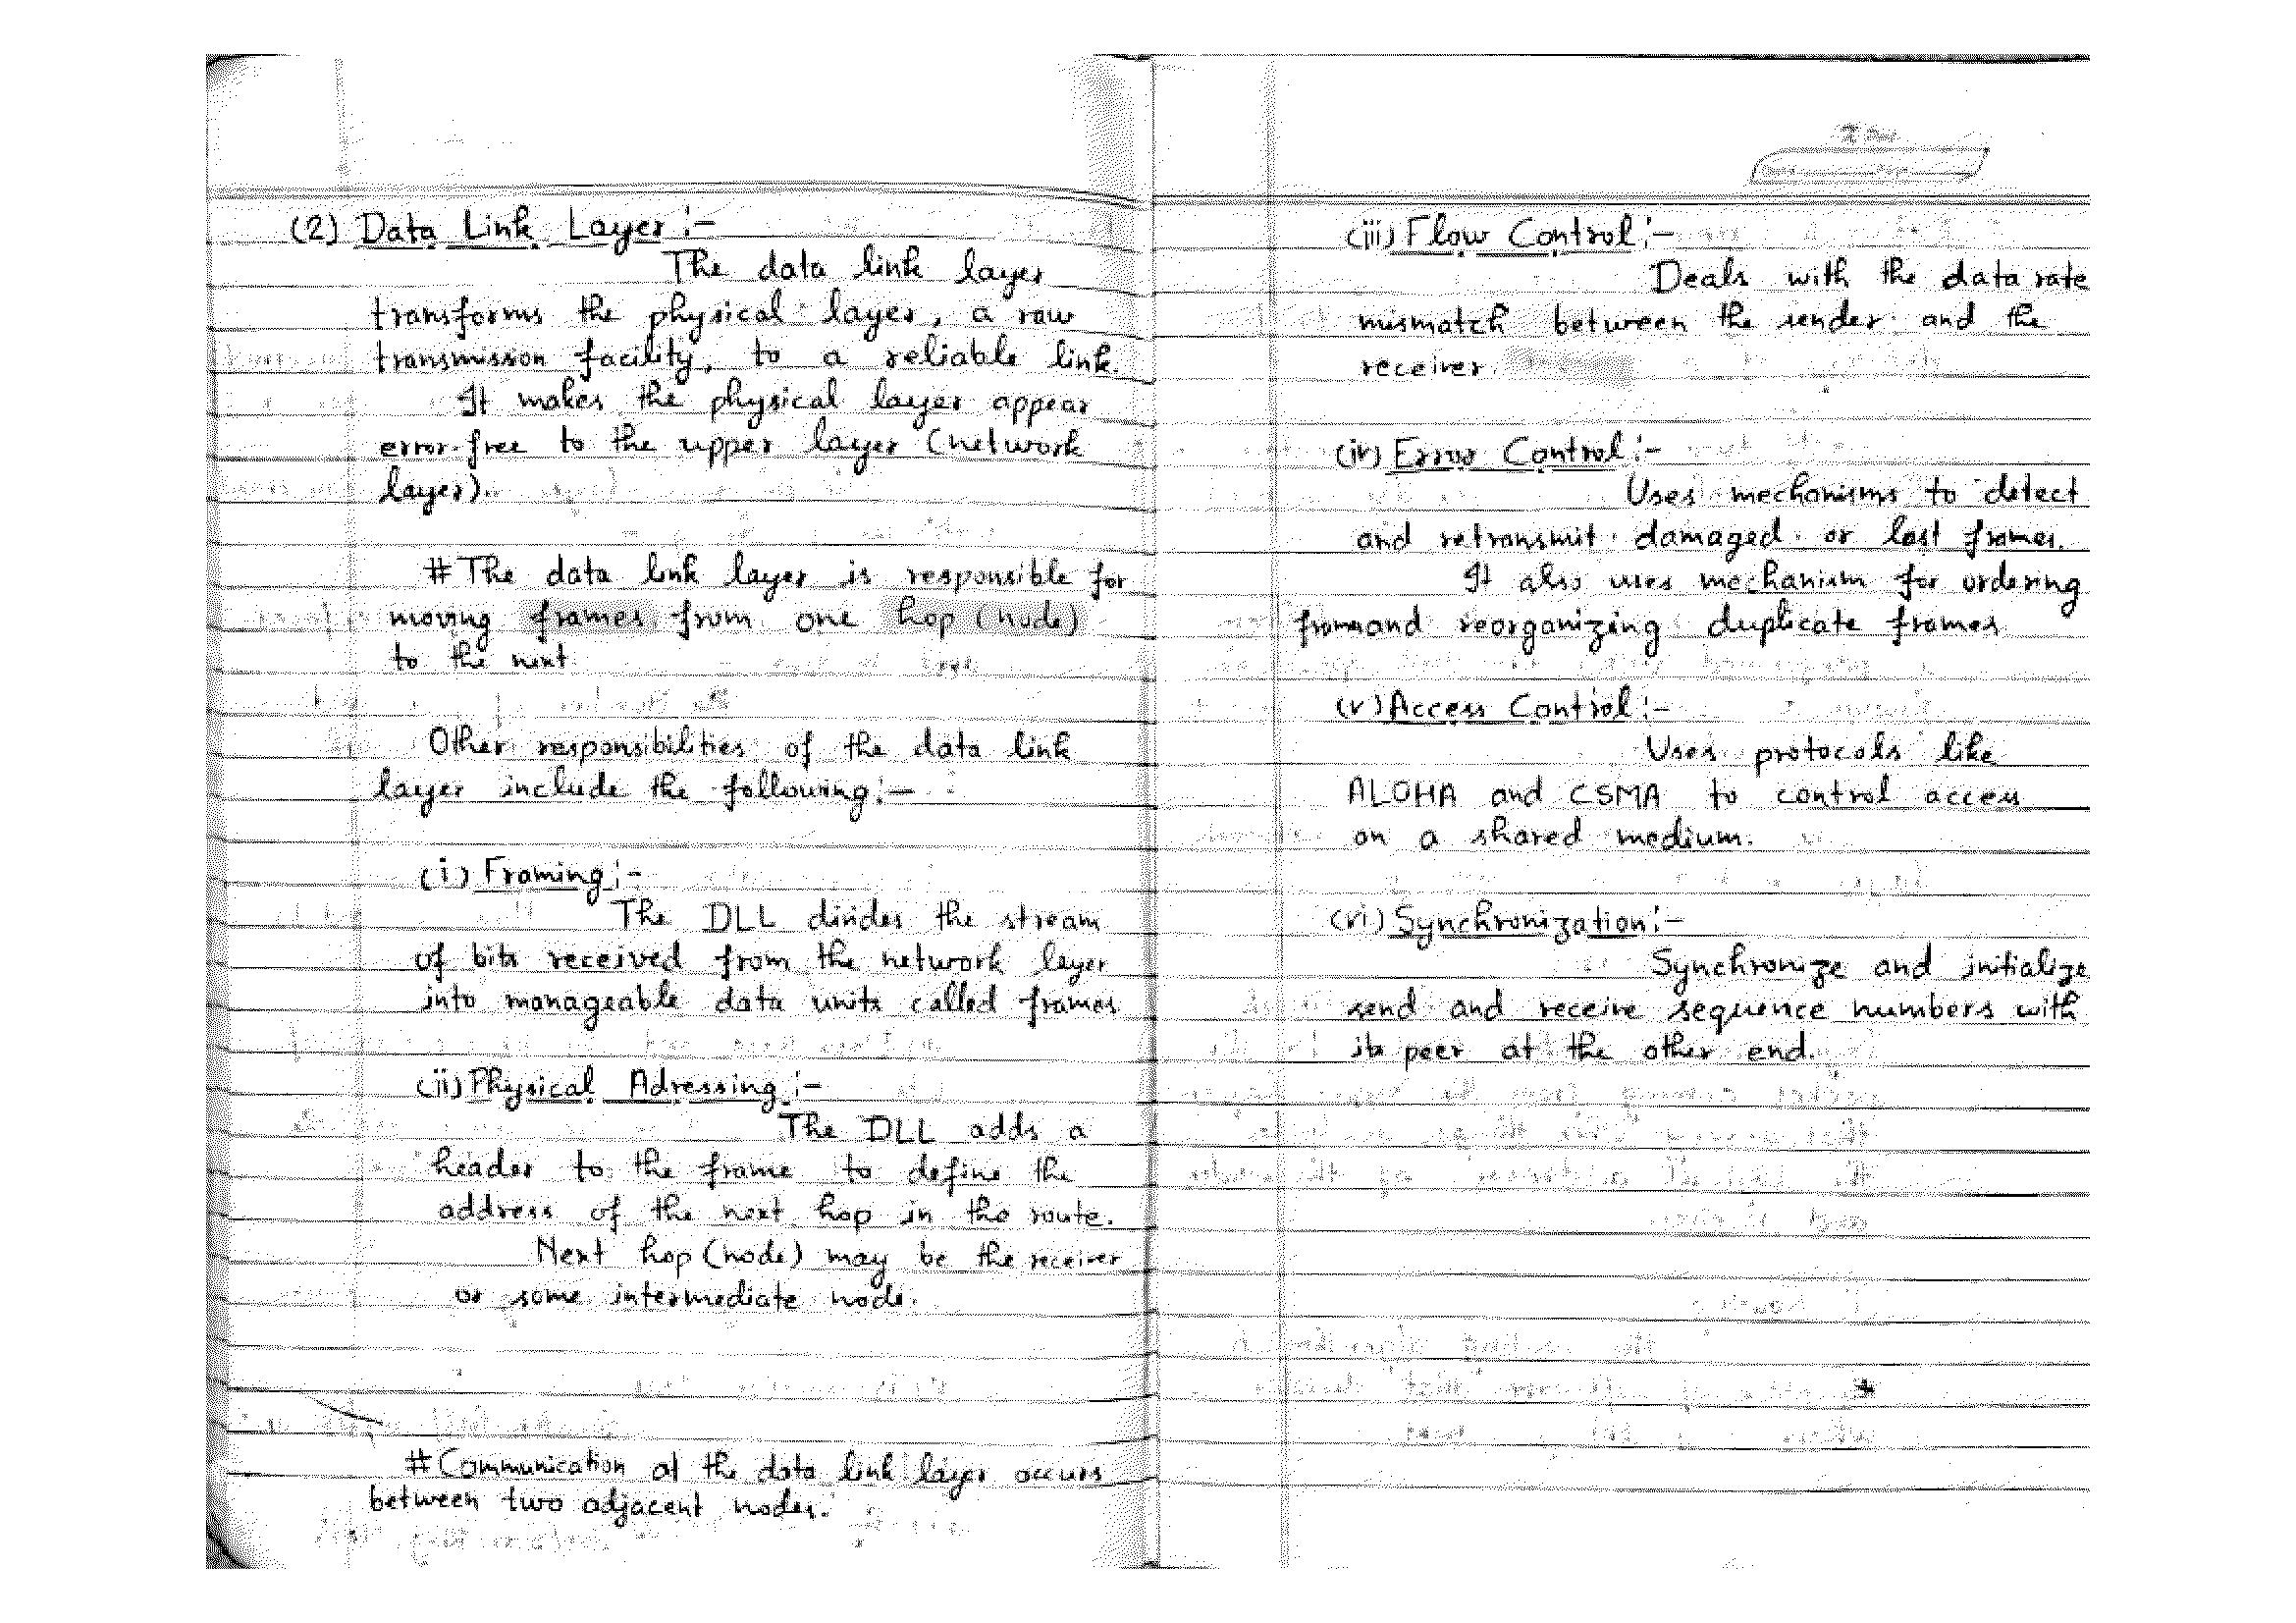 (2) Data Link Layer :-
The data link layer
transforms the physical layer, a raw
transmission facility, to a reliable link.
It makes the physical layer appear
error-free to the upper layer (network
layer).
# The data link layer is responsible for
moving frames from one hop (node)
to the next.
Other responsibilities of the data link
layer include the following :-
(i) Framing :-
The DLL divides the stream
of bits received from the network layer
into manageable data units called frames.
(ii) Physical Adressing :-
The DLL adds a
header to the frame to define the
address of the next hop in the route.
Next hop (node) may be the receiver
or some intermediate node.
# Communication at the data link layer occurs
between two adjacent nodes.
(iii) Flow Control :-
Deals with the data rate
mismatch between the sender and the
receiver.
(iv) Error Control :-
Uses mechanisms to detect
and retransmit damaged or lost frames.
It also uses mechanism for ordering
frame and reorganizing duplicate frames
(v) Access Control :-
Uses protocols like
ALOHA and CSMA to control access
on a shared medium.
(vi) Synchronization :-
Synchronize and initialize
send and receive sequence numbers with
its peer at the other end.